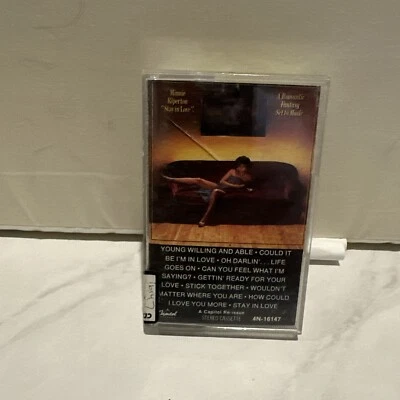 Minnie
Riperton
"Stay in Love"
A Romantic
Fantasy
Set to Music
YOUNG WILLING AND ABLE • COULD IT
BE I'M IN LOVE • OH DARLIN'... LIFE
GOES ON • CAN YOU FEEL WHAT I'M
SAYING? • GETTIN' READY FOR YOUR
LOVE • STICK TOGETHER • WOULDN'T
MATTER WHERE YOU ARE • HOW COULD
I LOVE YOU MORE • STAY IN LOVE
Capitol
A Capitol Re-issue
STEREO CASSETTE
4N-16147